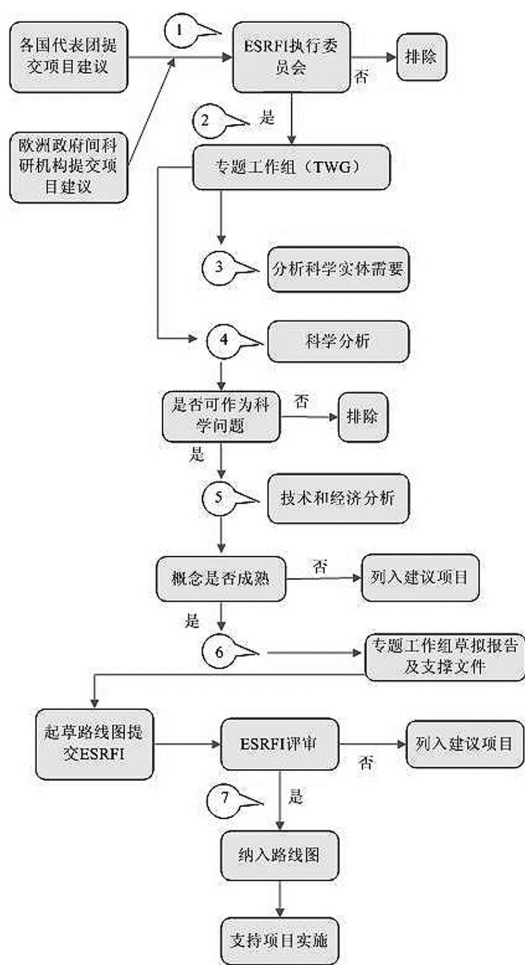 1
各国代表团提
交项目建议
ESRFI执行委
员会
否
排除
2
是
欧洲政府间科
研机构提交项
目建议
专题工作组（TWG）
3
分析科学实体需要
4
科学分析
是否可作为科
学问题
否
排除
是
5
技术和经济分析
概念是否成熟
否
列入建议项目
是
6
专题工作组草拟报告
及支撑文件
起草路线图提
交ESRFI
ESRFI评审
否
列入建议项目
7
是
纳入路线图
支持项目实施